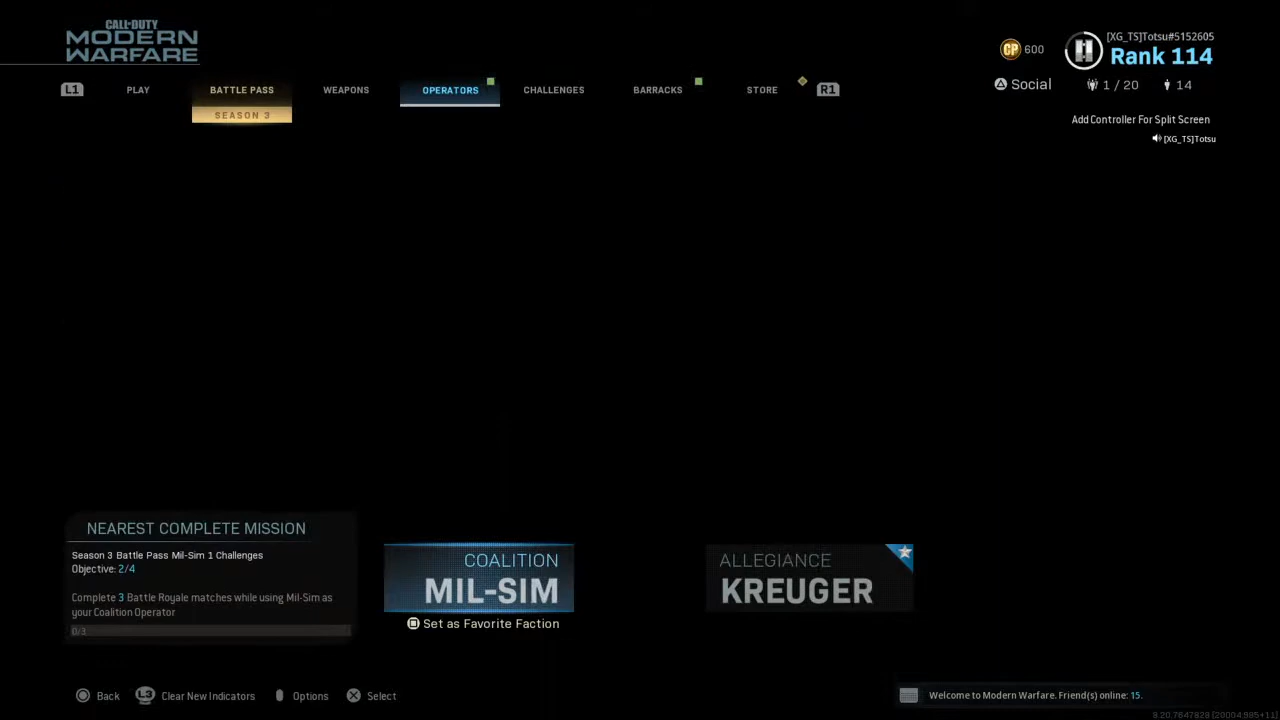 CALL OF DUTY
MODERN
WARFARE
CP 600
[XG_TS]Totsu#5152605
Rank 114
Social
1 / 20
14
Add Controller For Split Screen
[XG_TS]Totsu
L1
PLAY
BATTLE PASS
SEASON 3
WEAPONS
OPERATORS
CHALLENGES
BARRACKS
STORE
R1
NEAREST COMPLETE MISSION
Season 3 Battle Pass Mil-Sim 1 Challenges
Objective: 2/4
Complete 3 Battle Royale matches while using Mil-Sim as
your Coalition Operator
0/3
COALITION
MIL-SIM
Set as Favorite Faction
ALLEGIANCE
KREUGER
Back
L3 Clear New Indicators
Options
Select
Welcome to Modern Warfare. Friend(s) online: 15.